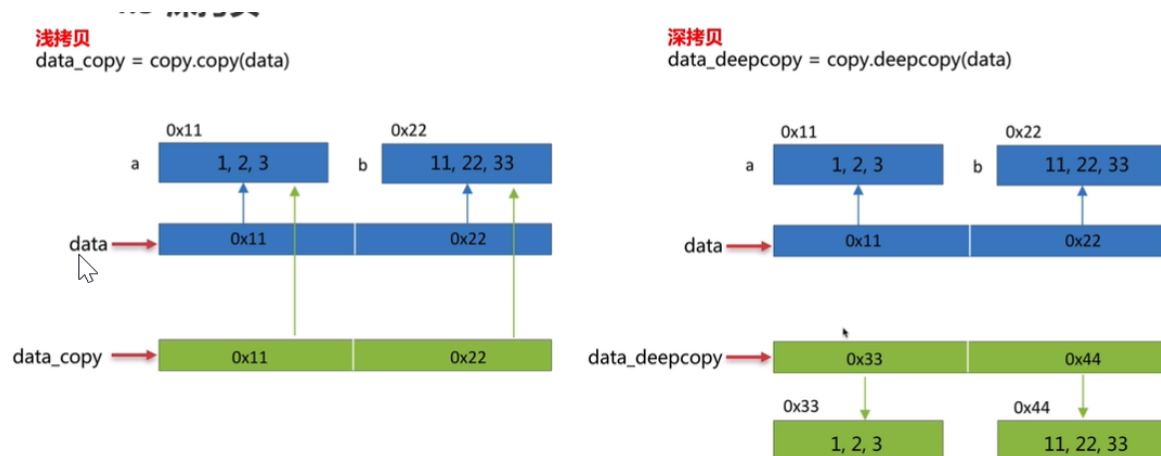 浅拷贝
data_copy = copy.copy(data)
0x11
0x22
a
1, 2, 3
b
11, 22, 33
data
0x11
0x22
data_copy
0x11
0x22
深拷贝
data_deepcopy = copy.deepcopy(data)
0x11
0x22
a
1, 2, 3
b
11, 22, 33
data
0x11
0x22
data_deepcopy
0x33
0x44
0x33
0x44
1, 2, 3
11, 22, 33